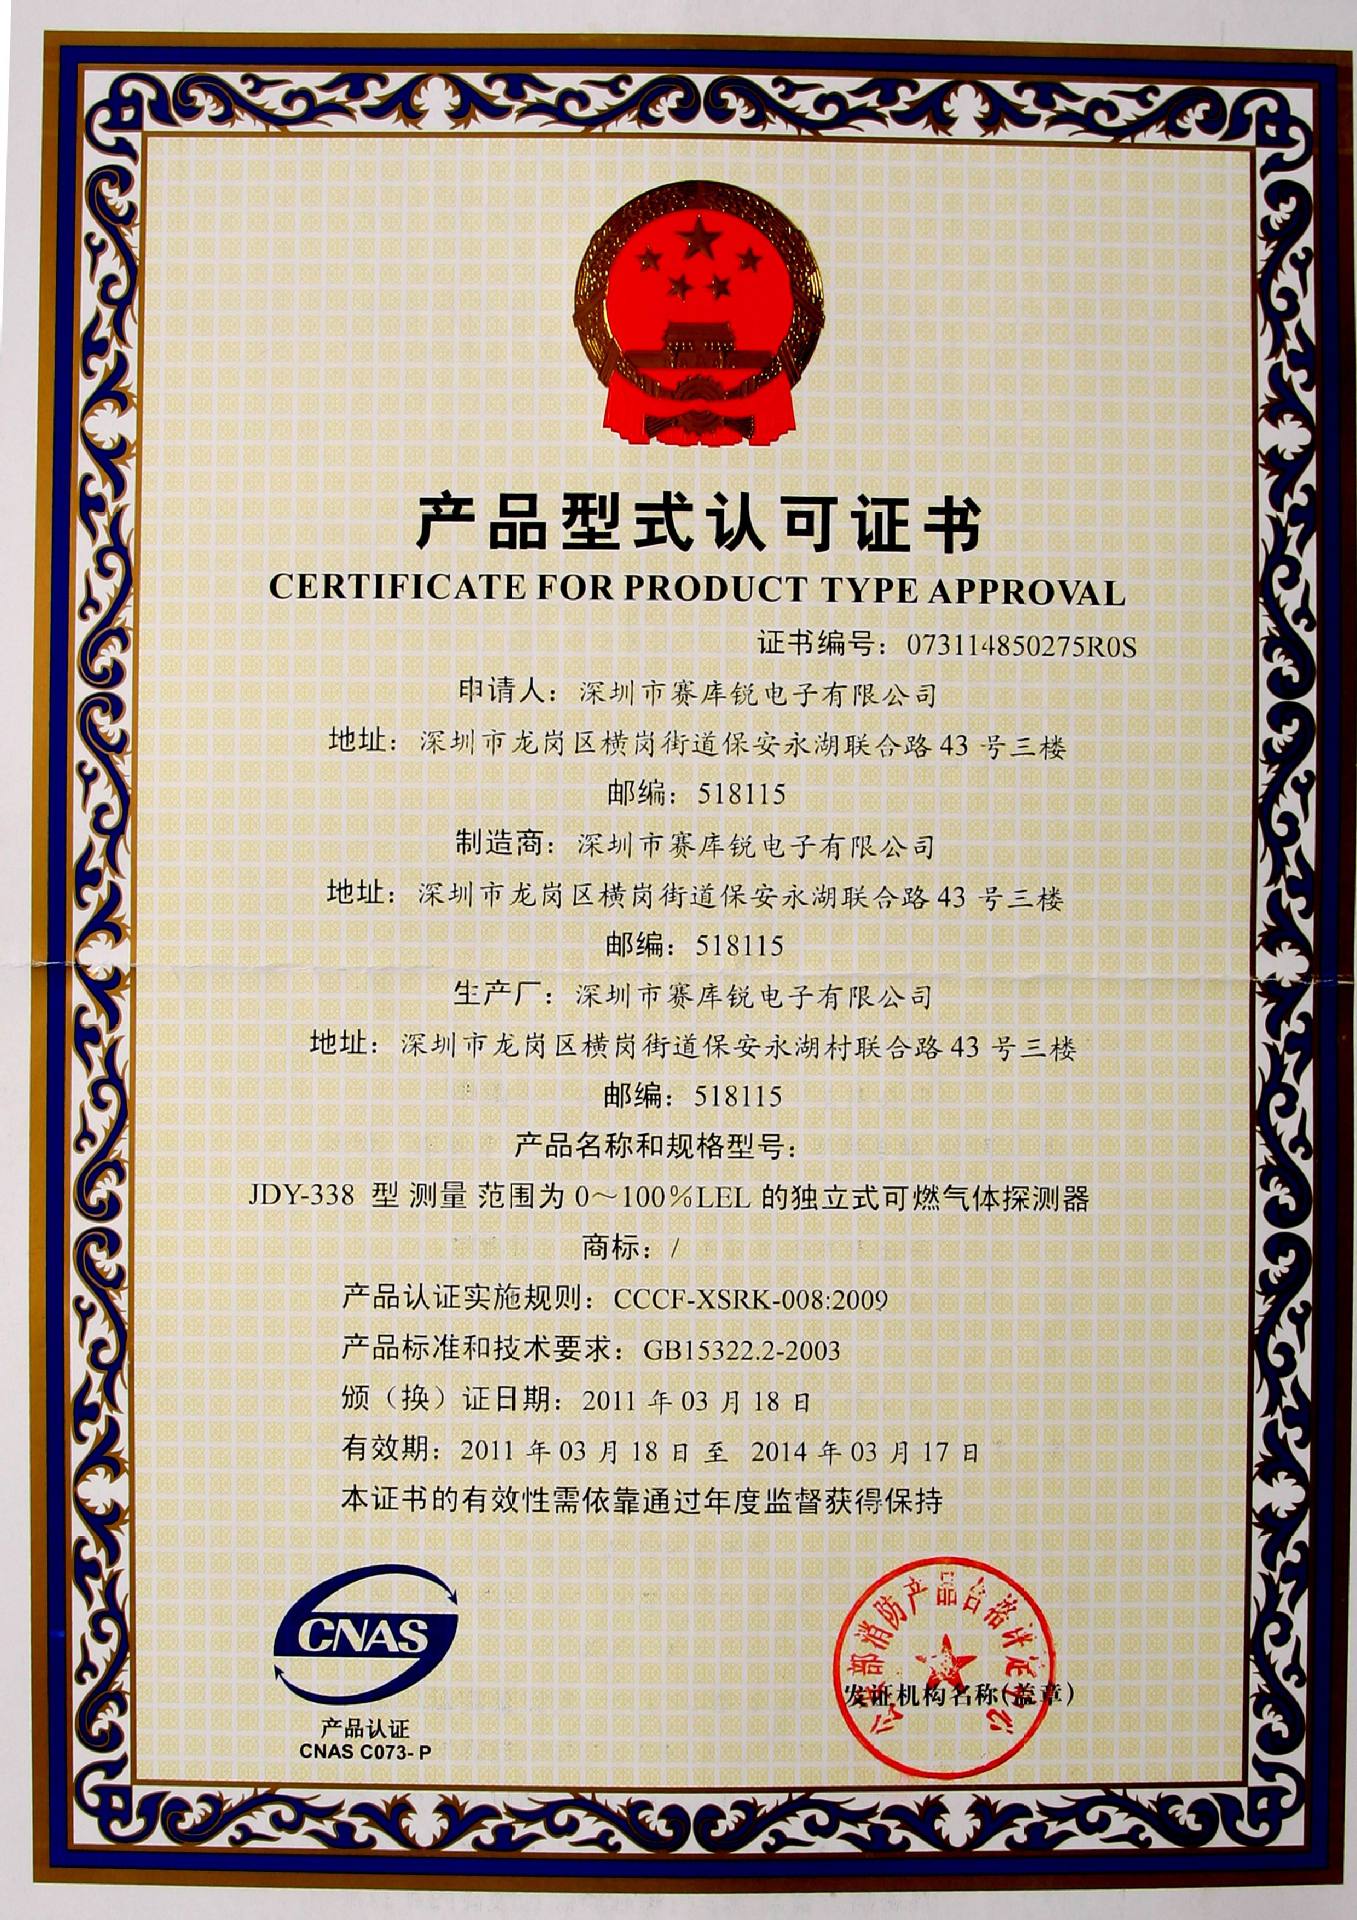 产品型式认可证书
CERTIFICATE FOR PRODUCT TYPE APPROVAL
证书编号：073114850275R0S
申请人：深圳市赛库锐电子有限公司
地址：深圳市龙岗区横岗街道保安永湖联合路43 号三楼
邮编：518115
制造商：深圳市赛库锐电子有限公司
地址：深圳市龙岗区横岗街道保安永湖联合路43 号三楼
邮编：518115
生产厂：深圳市赛库锐电子有限公司
地址：深圳市龙岗区横岗街道保安永湖村联合路43 号三楼
邮编：518115
产品名称和规格型号：
JDY-338 型 测量 范围为 0～100%LEL 的独立式可燃气体探测器
商标：/
产品认证实施规则：CCCF-XSRK-008:2009
产品标准和技术要求：GB15322.2-2003
颁（换）证日期：2011 年 03 月 18 日
有效期：2011 年 03 月 18 日 至 2014 年 03 月 17 日
本证书的有效性需依靠通过年度监督获得保持
CNAS
产品认证
CNAS C073- P
公安部消防产品合格评定中心
发证机构名称(盖章)